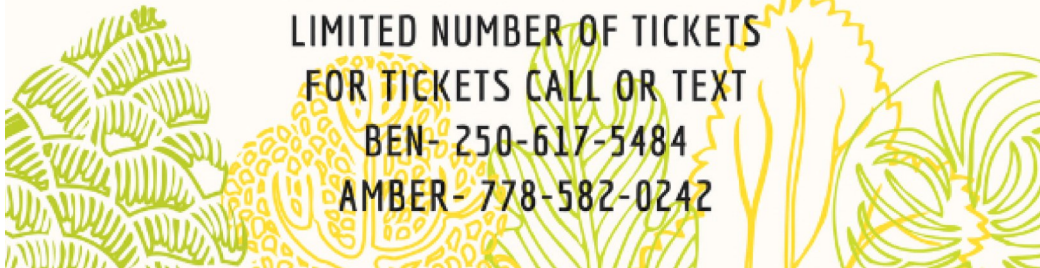 LIMITED NUMBER OF TICKETS
FOR TICKETS CALL OR TEXT
BEN- 250-617-5484
AMBER- 778-582-0242